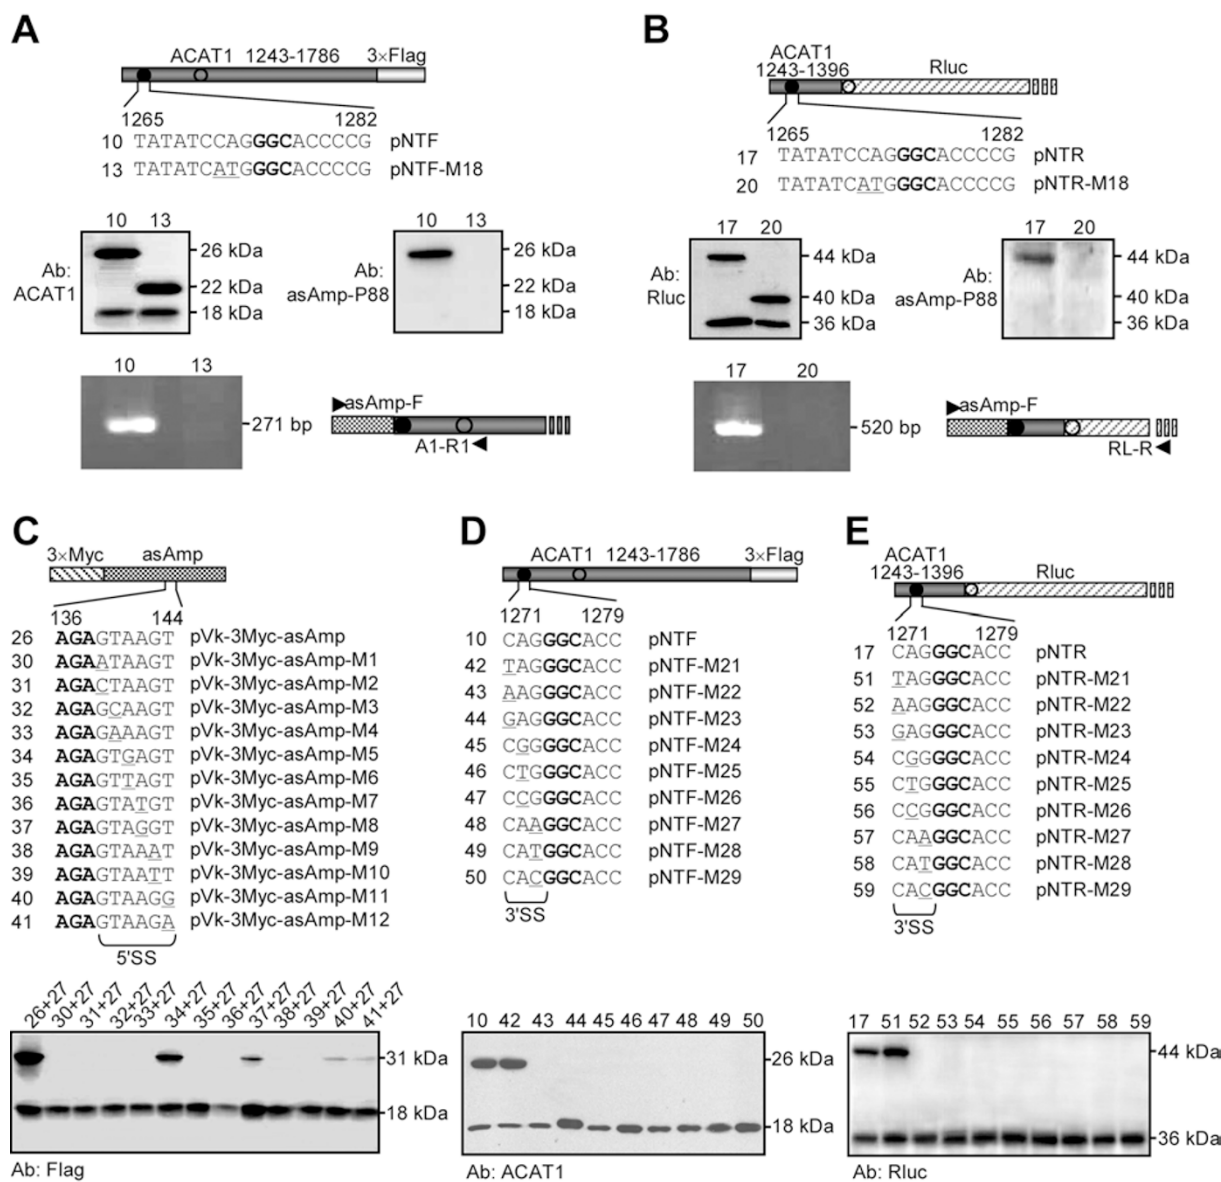 A
ACAT1 1243-1786 3×Flag
1265 1282
10 TATATCCAGGGCACCCCG pNTF
13 TATATCATGGGCACCCCG pNTF-M18
10 13
26 kDa
Ab:
ACAT1
22 kDa
18 kDa
10 13
26 kDa
Ab:
asAmp-P88
22 kDa
18 kDa
10 13
271 bp
asAmp-F
A1-R1
B
ACAT1
1243-1396 Rluc
1265 1282
17 TATATCCAGGGCACCCCG pNTR
20 TATATCATGGGCACCCCG pNTR-M18
17 20
44 kDa
Ab:
Rluc
40 kDa
36 kDa
17 20
44 kDa
Ab:
asAmp-P88
40 kDa
36 kDa
17 20
520 bp
asAmp-F
RL-R
C
3×Myc asAmp
136 144
26 AGAGTAAGT pVk-3Myc-asAmp
30 AGAATAAGT pVk-3Myc-asAmp-M1
31 AGACTAAGT pVk-3Myc-asAmp-M2
32 AGAGCAAGT pVk-3Myc-asAmp-M3
33 AGAGAAAGT pVk-3Myc-asAmp-M4
34 AGAGTGAGT pVk-3Myc-asAmp-M5
35 AGAGTTAGT pVk-3Myc-asAmp-M6
36 AGAGTATGT pVk-3Myc-asAmp-M7
37 AGAGTAGGT pVk-3Myc-asAmp-M8
38 AGAGTAAAT pVk-3Myc-asAmp-M9
39 AGAGTAATT pVk-3Myc-asAmp-M10
40 AGAGTAAGG pVk-3Myc-asAmp-M11
41 AGAGTAAGA pVk-3Myc-asAmp-M12
5'SS
26+27 30+27 31+27 32+27 33+27 34+27 35+27 36+27 37+27 38+27 39+27 40+27 41+27
31 kDa
18 kDa
Ab: Flag
D
ACAT1 1243-1786 3×Flag
1271 1279
10 CAGGGCACC pNTF
42 TAGGGCACC pNTF-M21
43 AAGGGCACC pNTF-M22
44 GAGGGCACC pNTF-M23
45 CGGGGCACC pNTF-M24
46 CTGGGCACC pNTF-M25
47 CCGGGCACC pNTF-M26
48 CAAGGCACC pNTF-M27
49 CATGGCACC pNTF-M28
50 CACGGCACC pNTF-M29
3'SS
10 42 43 44 45 46 47 48 49 50
26 kDa
18 kDa
Ab: ACAT1
E
ACAT1
1243-1396 Rluc
1271 1279
17 CAGGGCACC pNTR
51 TAGGGCACC pNTR-M21
52 AAGGGCACC pNTR-M22
53 GAGGGCACC pNTR-M23
54 CGGGGCACC pNTR-M24
55 CTGGGCACC pNTR-M25
56 CCGGGCACC pNTR-M26
57 CAAGGCACC pNTR-M27
58 CATGGCACC pNTR-M28
59 CACGGCACC pNTR-M29
3'SS
17 51 52 53 54 55 56 57 58 59
44 kDa
36 kDa
Ab: Rluc